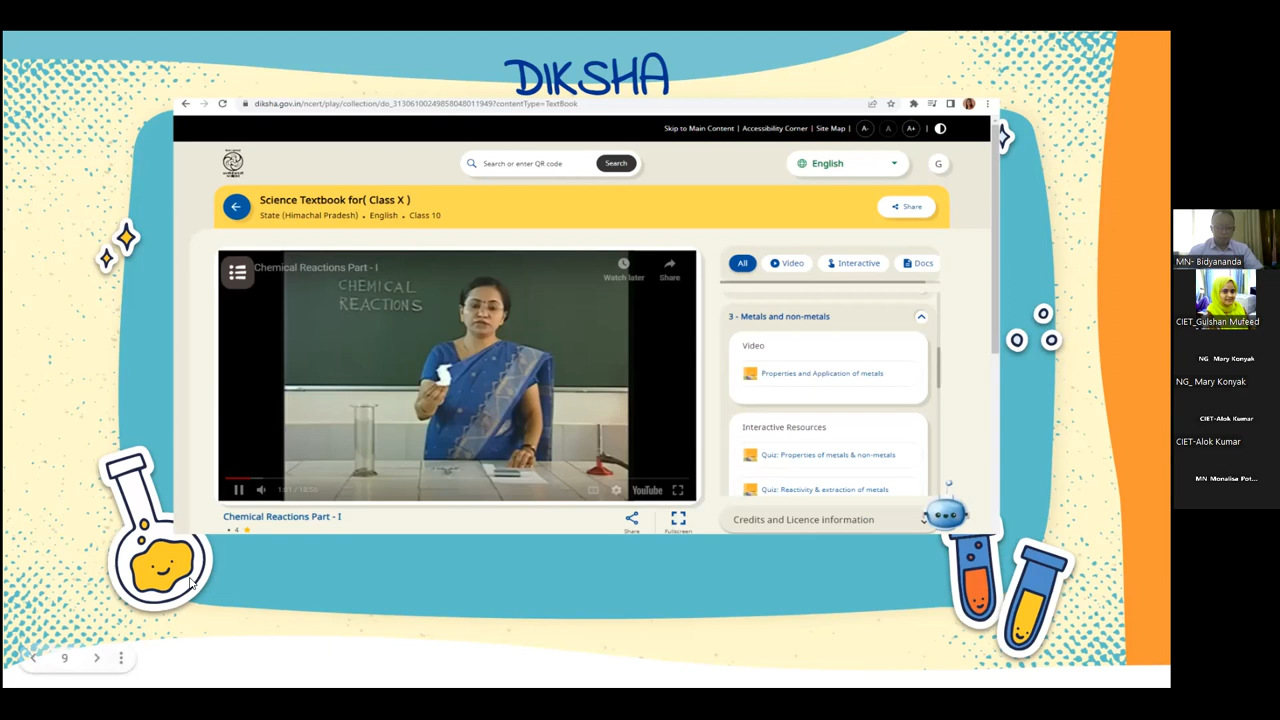 DIKSHA
diksha.gov.in/ncert/play/collection/do_31306100249858048011949?contentType=TextBook
Skip to Main Content | Accessibility Corner | Site Map | A- A A+ |
Search or enter QR code Search
English
G
Science Textbook for( Class X )
State (Himachal Pradesh) • English • Class 10
Share
Chemical Reactions Part - I
Watch later
Share
CHEMICAL
REACTIONS
YouTube
Chemical Reactions Part - I
• 4
Share
Fullscreen
All Video Interactive Docs
3 - Metals and non-metals
Video
Properties and Application of metals
Interactive Resources
Quiz: Properties of metals & non-metals
Quiz: Reactivity & extraction of metals
Credits and Licence information
9
MN- Bidyananda
CIET_Gulshan Mufeed
NG Mary Konyak
NG_ Mary Konyak
CIET-Alok Kumar
CIET-Alok Kumar
MN Monalisa Pot...